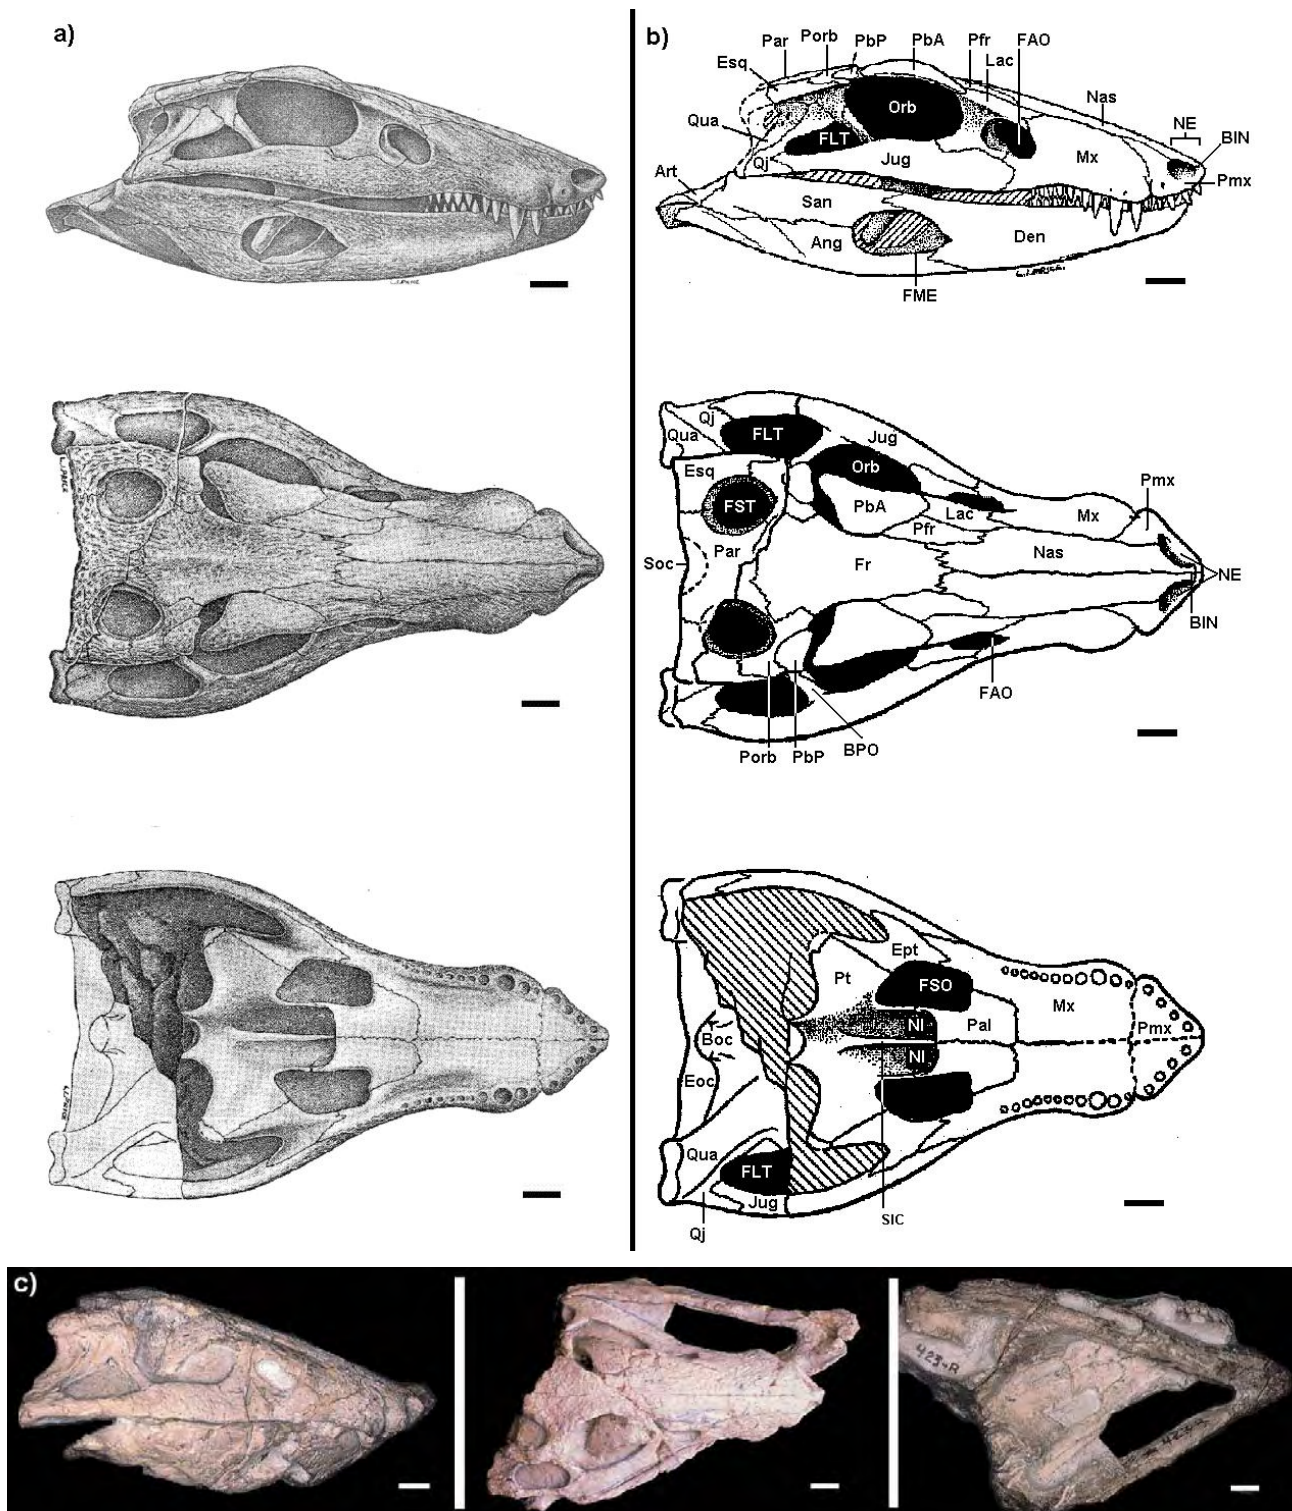 a)
b)
Par Porb PbP PbA Pfr FAO
Esq Lac
Orb Nas
NE
Qua BIN
FLT
Qj Jug Mx
Art Pmx
San
Ang Den
FME
Qj
FLT Jug
Qua
Esq Orb
Pmx
FST PbA
Lac Mx
Pfr
Par Nas
Soc Fr
NE
BIN
FAO
BPO
Porb PbP
L.PRICE
Ept
Pt FSO
Mx
NI Pal Pmx
Boc
NI
Eoc
Qua
FLT
Jug
SIC
Qj
c)
423-R